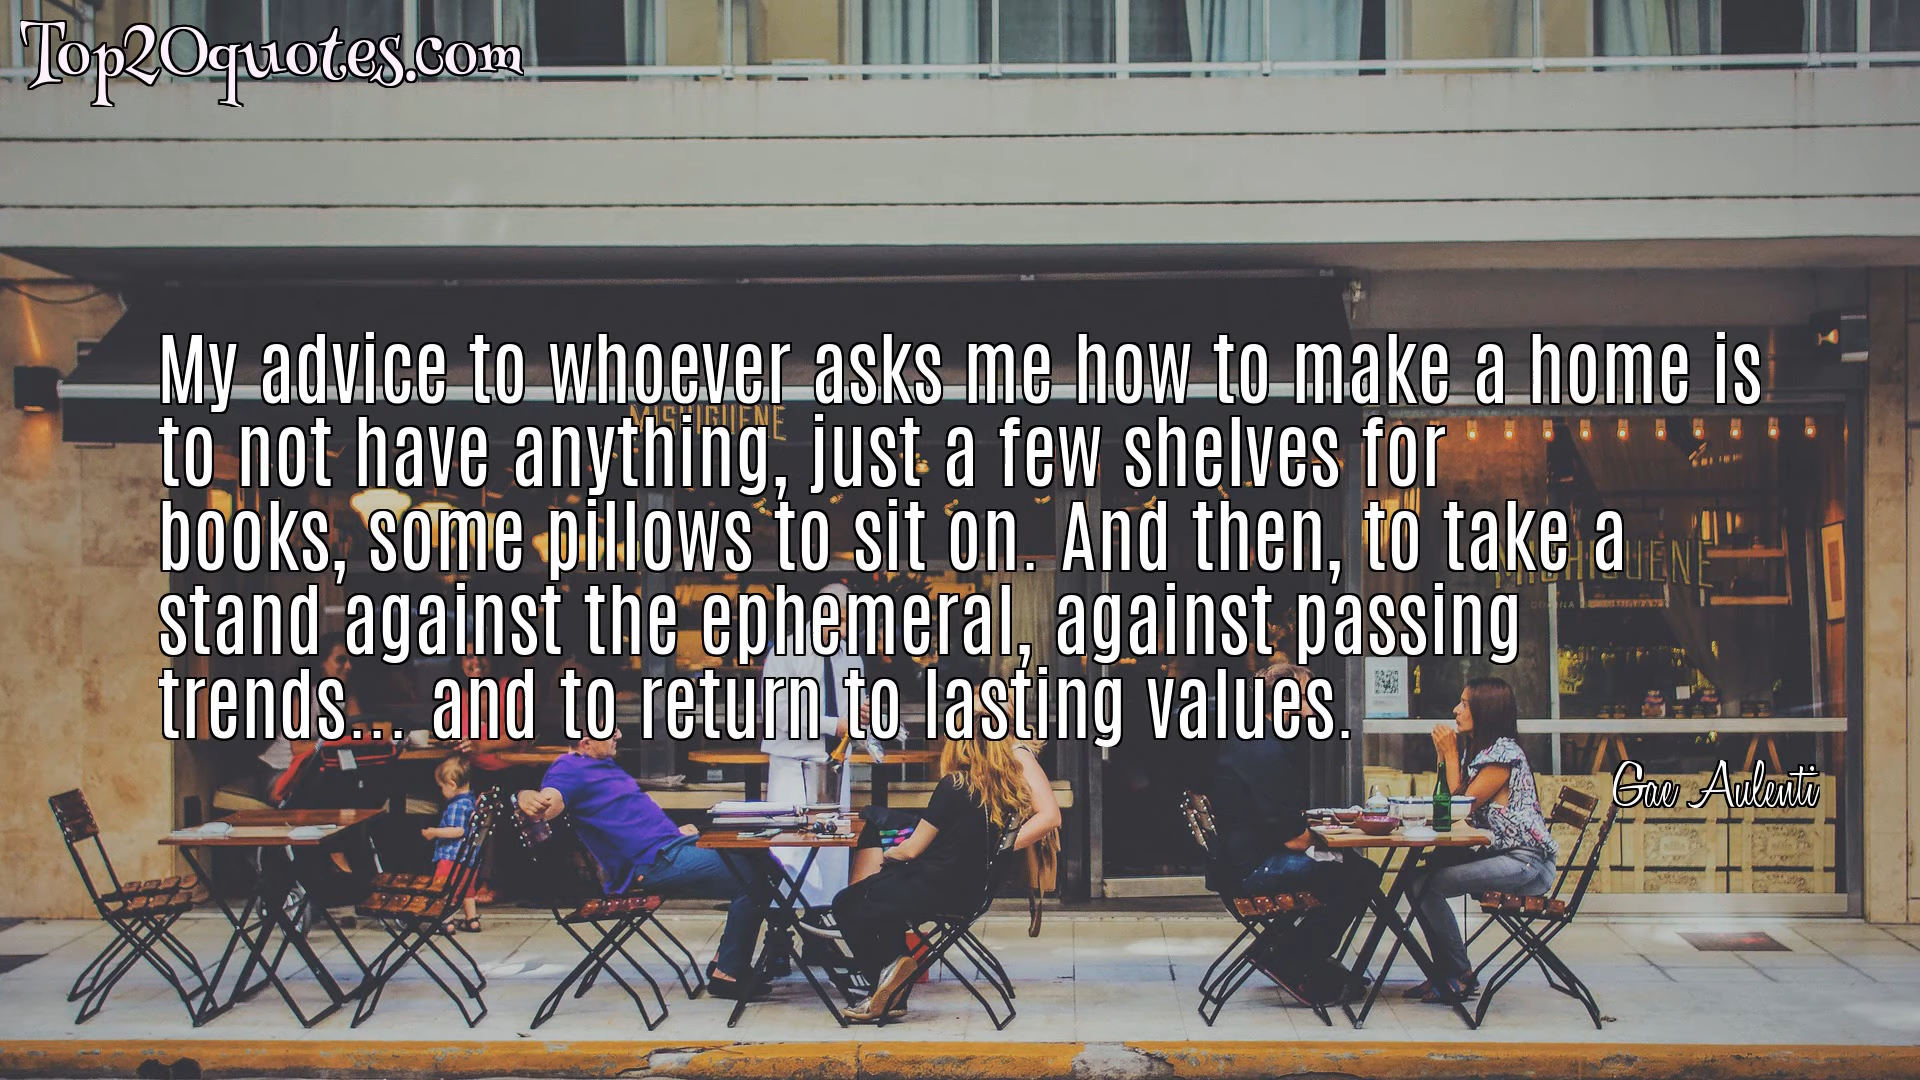 Top20quotes.com
My advice to whoever asks me how to make a home is
to not have anything, just a few shelves for
books, some pillows to sit on. And then, to take a
stand against the ephemeral, against passing
trends... and to return to lasting values.
Gae Aulenti
MISHIGUENE
MISHIGUENE